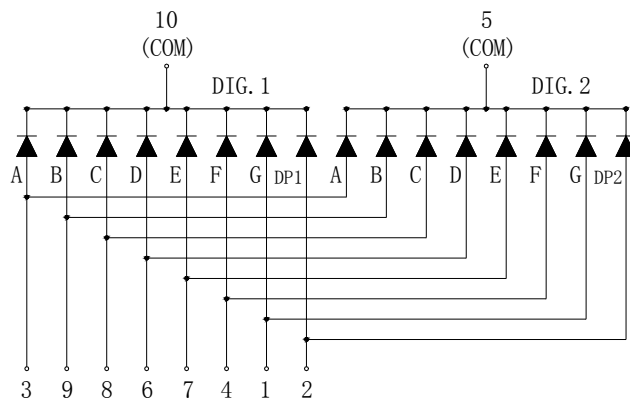 10 5
(COM) (COM)
DIG.1 DIG.2
A B C D E F G DP1 A B C D E F G DP2
3 9 8 6 7 4 1 2